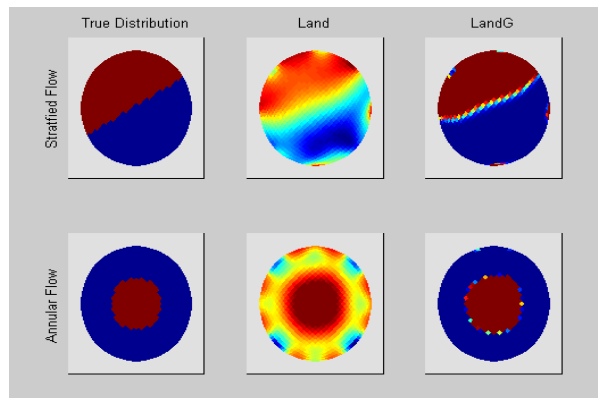 True Distribution
Land
LandG
Stratfied Flow
Annular Flow